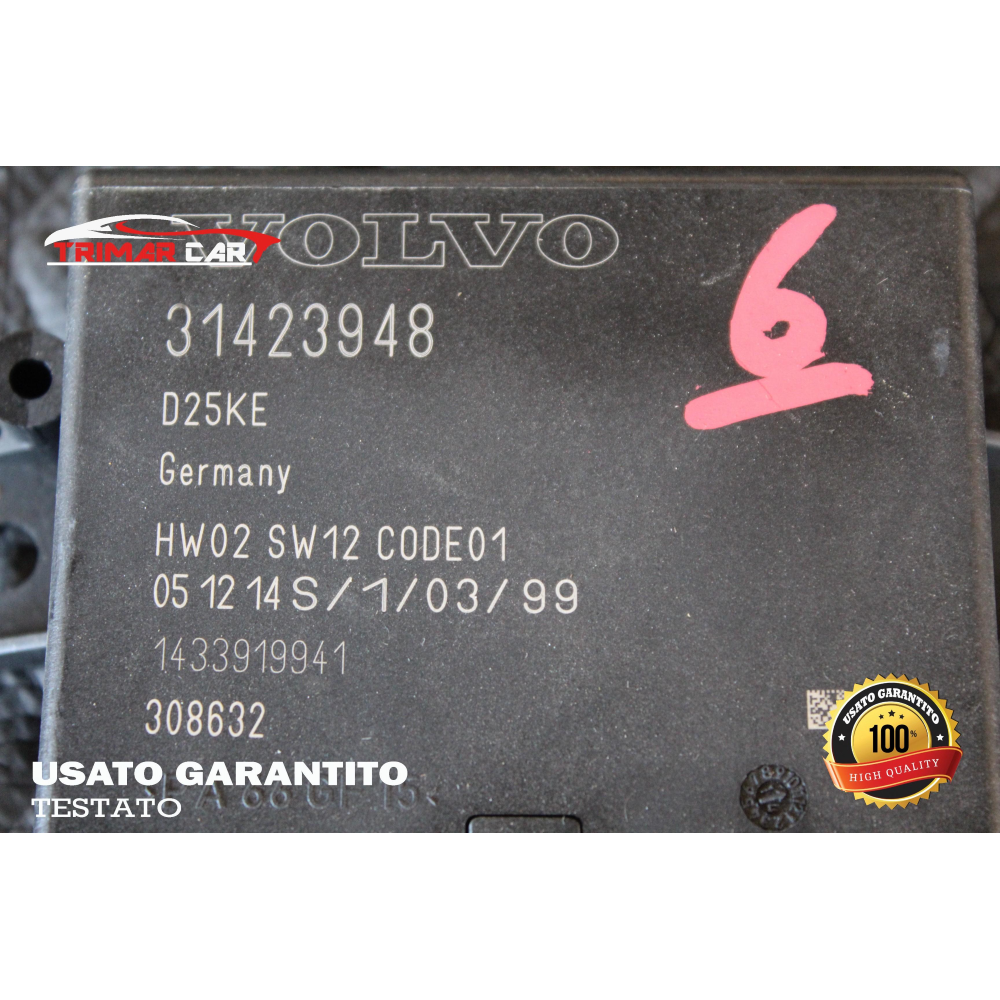 VOLVO
TRIMAR CAR
31423948
6
D25KE
Germany
HW02 SW12 CODE01
05 12 14 S/1/03/99
1433919941
308632
USATO GARANTITO
100%
HIGH QUALITY
USATO GARANTITO
TESTATO